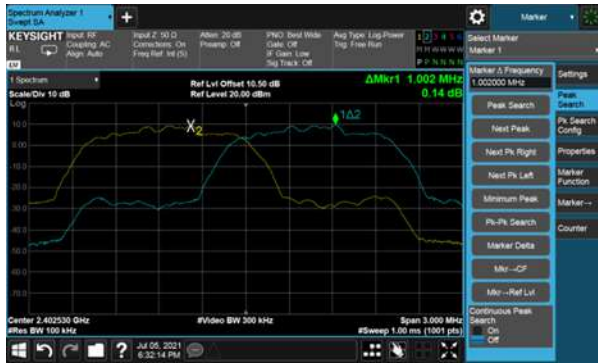 Spectrum Analyzer 1
Swept SA
+
Marker
KEYSIGHT Input: RF
R L
Coupling: AC
Align: Auto
Input Z: 50 Ω
Corrections: On
Freq Ref: Int (S)
Atten: 20 dB
Preamp: Off
PNO: Best Wide
Gate: Off
IF Gain: Low
Sig Track: Off
Avg Type: Log-Power
Trig: Free Run
1 2 3 4 5 6
M H W W W W
P P N N N N
Select Marker
Marker 1
1 Spectrum
Scale/Div 10 dB
Ref Lvl Offset 10.50 dB
Ref Level 20.00 dBm
ΔMkr1 1.002 MHz
0.14 dB
Log
10.0
0.00
-10.0
-20.0
-30.0
-40.0
-50.0
-60.0
-70.0
X2
1Δ2
Center 2.402530 GHz
#Res BW 100 kHz
#Video BW 300 kHz
Span 3.000 MHz
#Sweep 1.00 ms (1001 pts)
Marker Δ Frequency
1.002000 MHz
Peak Search
Next Peak
Next Pk Right
Next Pk Left
Minimum Peak
Pk-Pk Search
Marker Delta
Mkr→CF
Mkr→Ref Lvl
Continuous Peak
Search
On
Off
Settings
Peak
Search
Pk Search
Config
Properties
Marker
Function
Marker→
Counter
?
Jul 05, 2021
6:32:14 PM